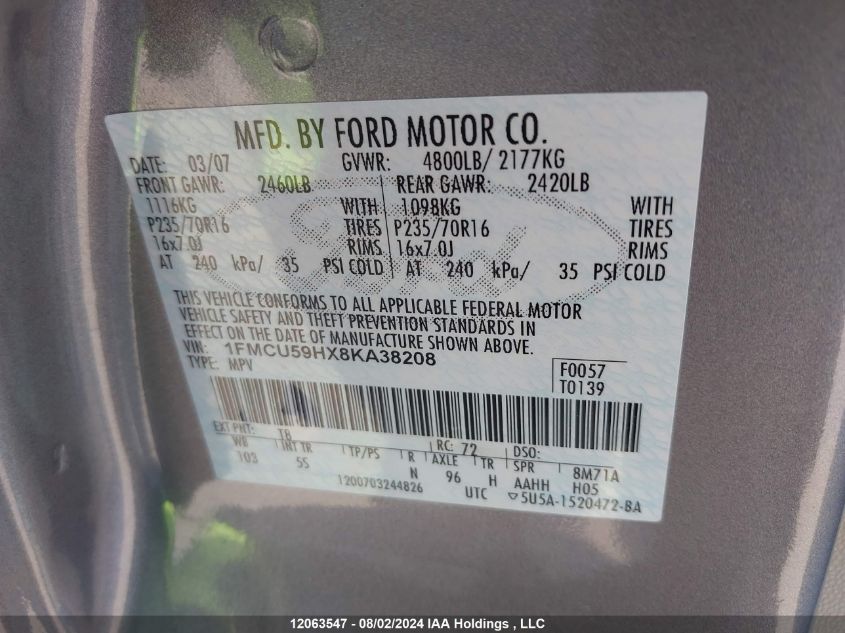 MFD. BY FORD MOTOR CO.
DATE: 03/07 GVWR: 4800LB/ 2177KG
FRONT GAWR: 2460LB REAR GAWR: 2420LB
1116KG WITH 1098KG WITH
P235/70R16 TIRES P235/70R16 TIRES
16x7.0J RIMS 16x7.0J RIMS
AT 240 kPa/ 35 PSI COLD AT 240 kPa/ 35 PSI COLD
THIS VEHICLE CONFORMS TO ALL APPLICABLE FEDERAL MOTOR
VEHICLE SAFETY AND THEFT PREVENTION STANDARDS IN
EFFECT ON THE DATE OF MANUFACTURE SHOWN ABOVE.
VIN: 1FMCU59HX8KA38208
TYPE: MPV
F0057
T0139
EXT PNT: T8 RC: 72 DSO:
WB INT TR TP/PS R AXLE TR SPR 8M71A
103 5S N 96 H AAHH H05
1200703244826 UTC ▽5U5A-1520472-BA
Ford
12063547 - 08/02/2024 IAA Holdings , LLC